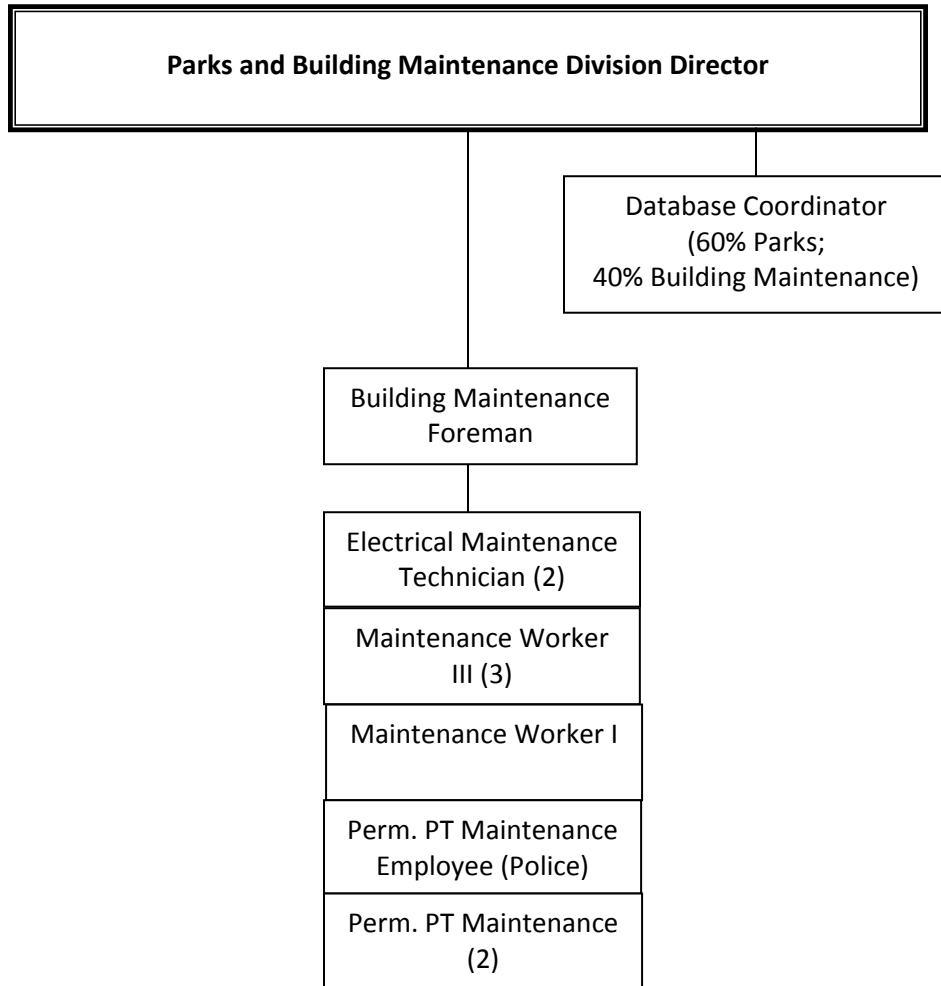 Parks and Building Maintenance Division Director
Database Coordinator
(60% Parks;
40% Building Maintenance)
Building Maintenance
Foreman
Electrical Maintenance
Technician (2)
Maintenance Worker
III (3)
Maintenance Worker I
Perm. PT Maintenance
Employee (Police)
Perm. PT Maintenance
(2)